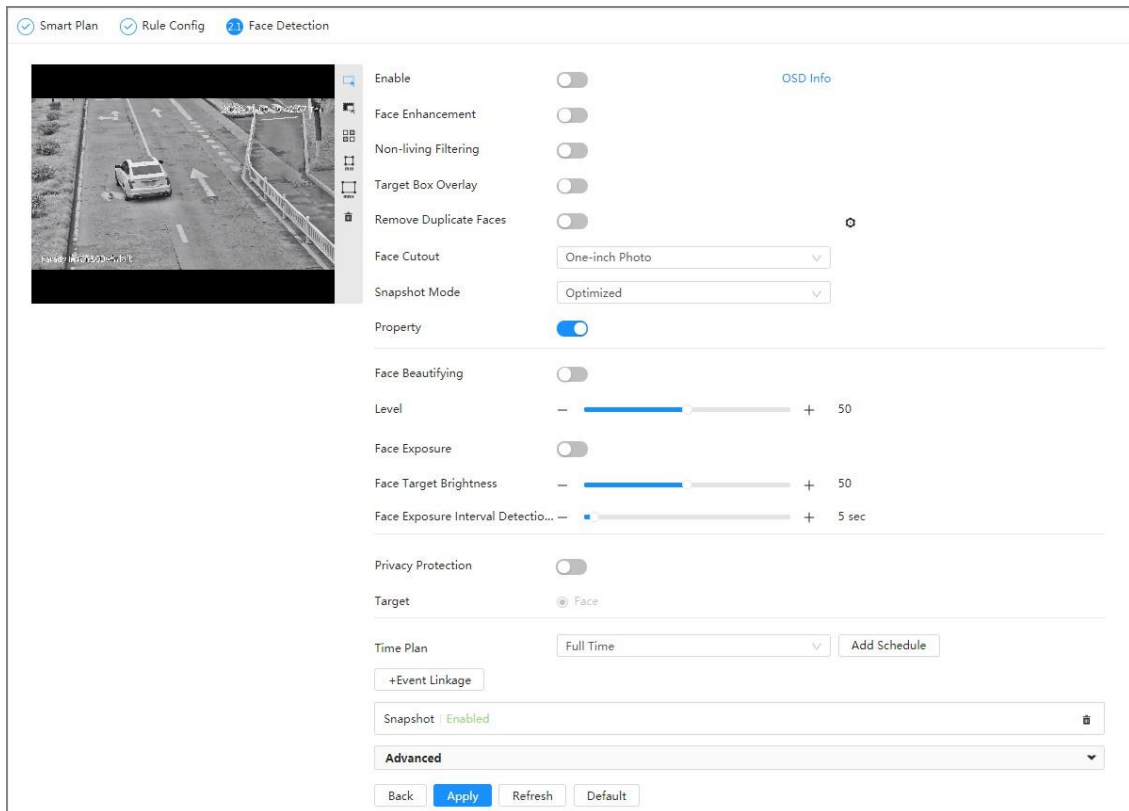 Smart Plan Rule Config 2.1 Face Detection
Enable OSD Info
Face Enhancement
Non-living Filtering
Target Box Overlay
Remove Duplicate Faces
Face Cutout One-inch Photo
Snapshot Mode Optimized
Property
Face Beautifying
Level 50
Face Exposure
Face Target Brightness 50
Face Exposure Interval Detectio... 5 sec
Privacy Protection
Target Face
Time Plan Full Time Add Schedule
+Event Linkage
Snapshot Enabled
Advanced
Back Apply Refresh Default